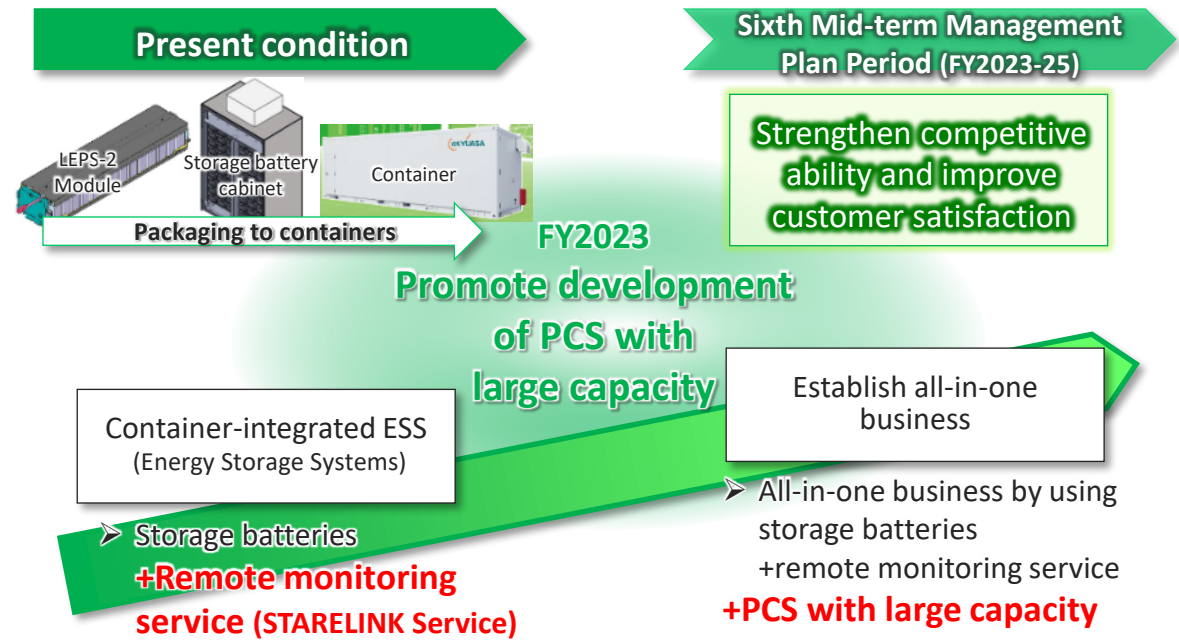 Present condition
Sixth Mid-term Management
Plan Period (FY2023-25)
LEPS-2
Module
Storage battery
cabinet
GS YUASA
Container
Packaging to containers
Strengthen competitive
ability and improve
customer satisfaction
FY2023
Promote development
of PCS with
large capacity
Container-integrated ESS
(Energy Storage Systems)
➢ Storage batteries
+Remote monitoring
service (STARELINK Service)
Establish all-in-one
business
➢ All-in-one business by using
storage batteries
+remote monitoring service
+PCS with large capacity